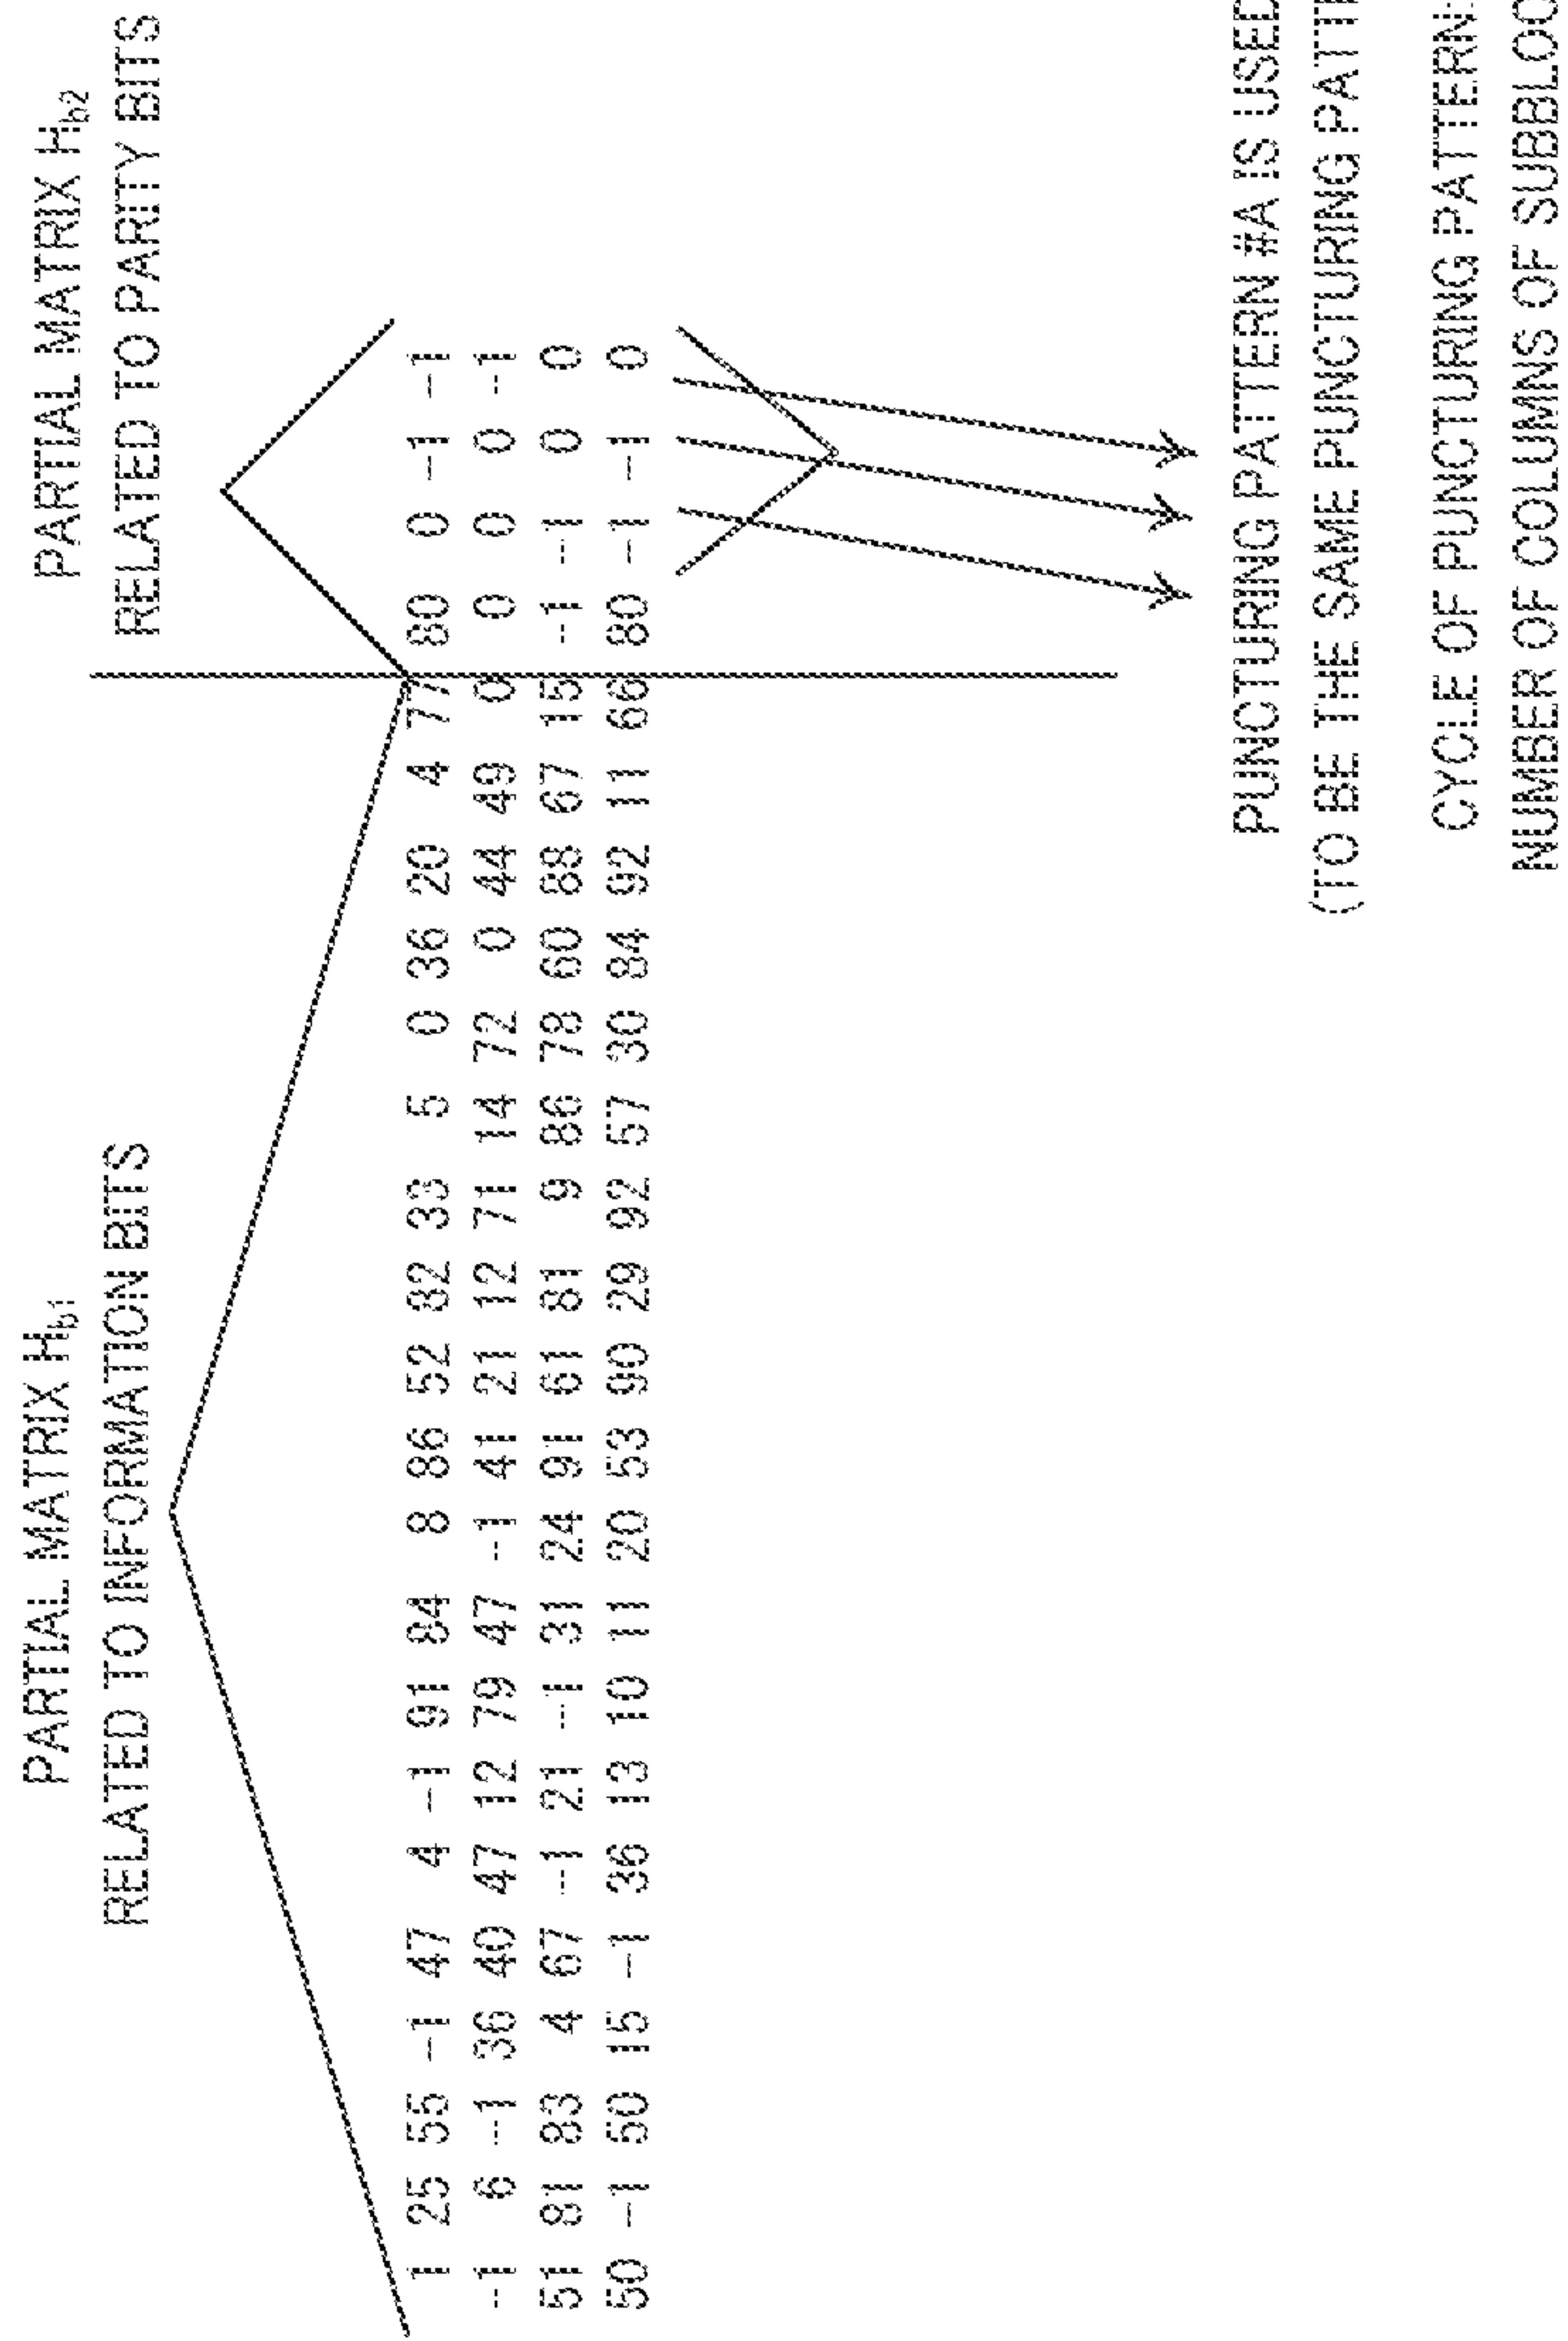 PARTIAL MATRIX Hb1
RELATED TO INFORMATION BITS
PARTIAL MATRIX Hb2
RELATED TO PARITY BITS
1 25 55 −1 47 4 −1 91 84 8 86 52 82 33 5 0 36 20 4 77 80 0 −1 −1
−1 6 −1 36 40 47 12 79 47 −1 41 21 12 71 14 72 0 44 49 0 0 0 0 −1
51 81 83 4 67 −1 21 −1 31 24 91 61 81 9 86 78 60 88 67 15 −1 −1 0 0
50 −1 50 15 −1 36 13 10 11 20 53 90 29 92 57 30 84 92 11 66 80 −1 −1 0
PUNCTURING PATTERN #A IS USED
(TO BE THE SAME PUNCTURING
CYCLE OF PUNCTURING PATTERN:
NUMBER OF COLUMNS OF